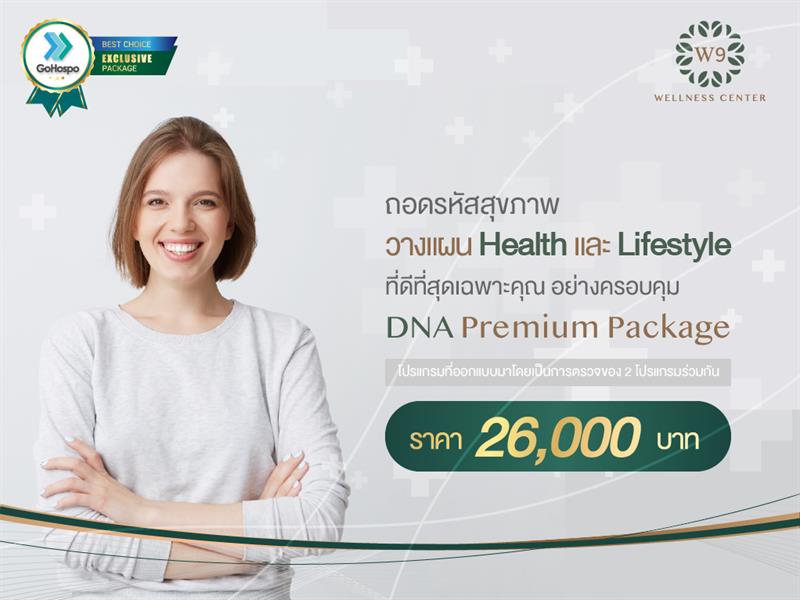 GoHospo
BEST CHOICE
EXCLUSIVE
PACKAGE
W9
WELLNESS CENTER
ถอดรหัสสุขภาพ
วางแผน Health และ Lifestyle
ที่ดีที่สุดเฉพาะคุณ อย่างครอบคุม
DNA Premium Package
โปรแกรมที่ออกแบบมาโดยเป็นการตรวจของ 2 โปรแกรมร่วมกัน
ราคา 26,000 บาท